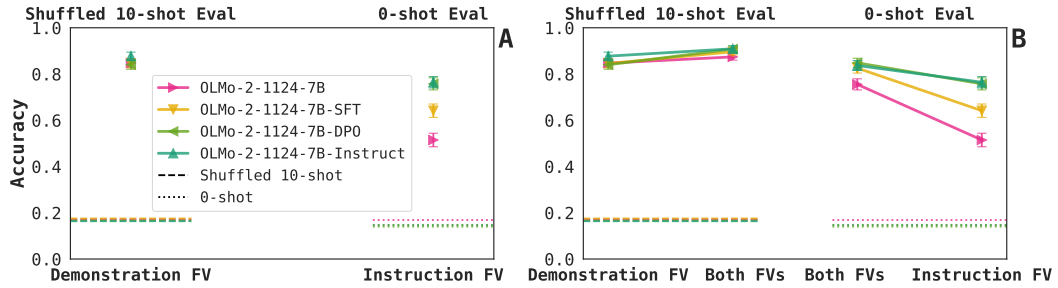 Shuffled 10-shot Eval
0-shot Eval
A
1.0
0.8
0.6
0.4
0.2
0.0
Accuracy
OLMo-2-1124-7B
OLMo-2-1124-7B-SFT
OLMo-2-1124-7B-DPO
OLMo-2-1124-7B-Instruct
Shuffled 10-shot
0-shot
Demonstration FV
Instruction FV
Shuffled 10-shot Eval
0-shot Eval
B
1.0
0.8
0.6
0.4
0.2
0.0
Demonstration FV
Both FVs
Both FVs
Instruction FV